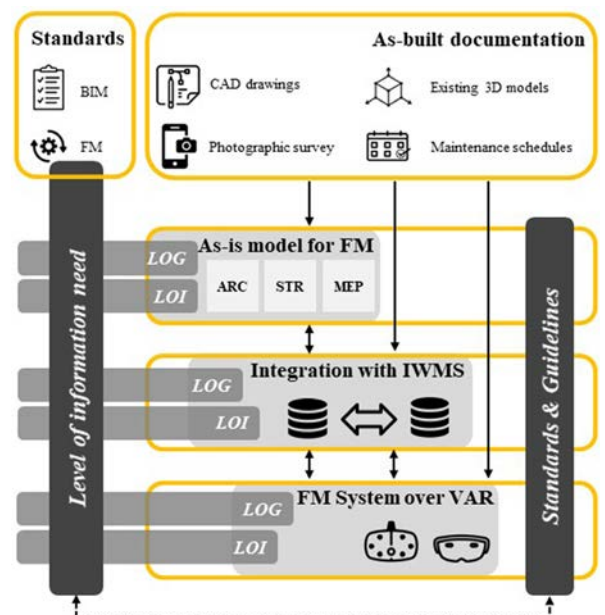 Standards
BIM
FM
As-built documentation
CAD drawings
Existing 3D models
Photographic survey
Maintenance schedules
Level of information need
Standards & Guidelines
As-is model for FM
LOG
LOI
ARC
STR
MEP
Integration with IWMS
LOG
LOI
FM System over VAR
LOG
LOI